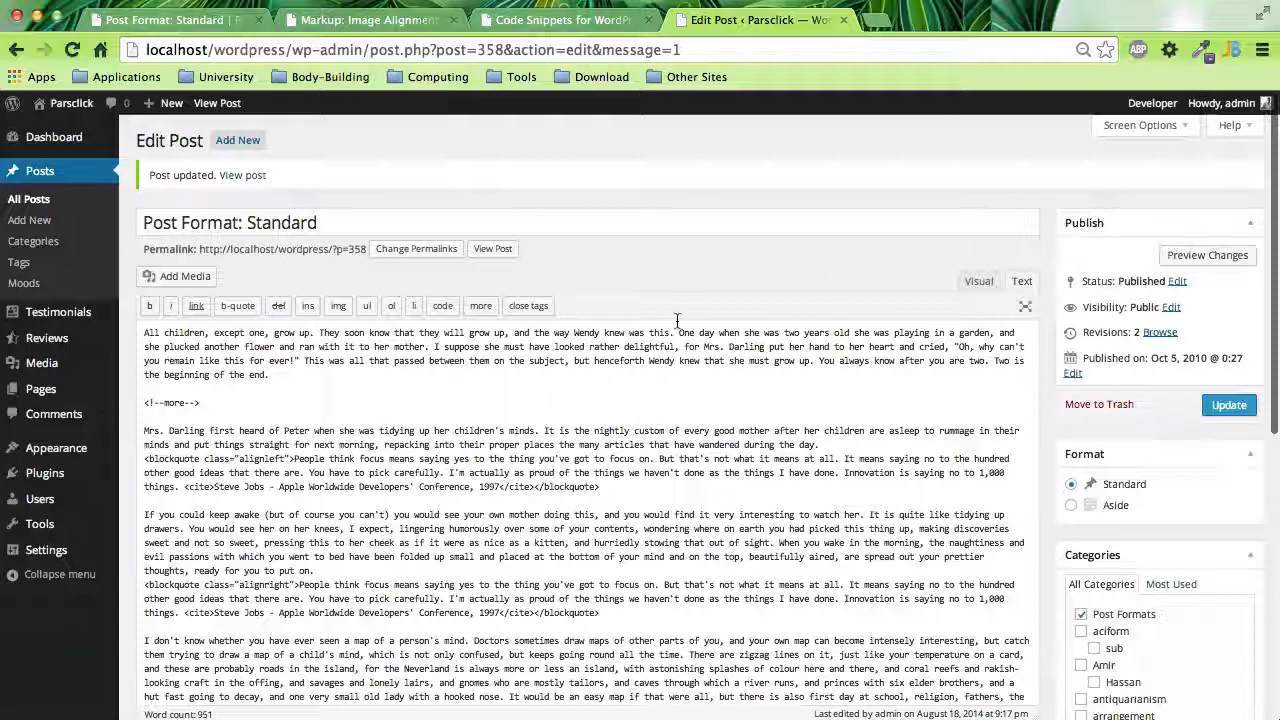 Post Format: Standard |
Markup: Image Alignment
Code Snippets for WordPr
Edit Post ‹ Parsclick — Wor
localhost/wordpress/wp-admin/post.php?post=358&action=edit&message=1
ABP
JB
Apps Applications University Body-Building Computing Tools Download Other Sites
Parsclick 0 New View Post Developer Howdy, admin
Dashboard
Posts
All Posts
Add New
Categories
Tags
Moods
Testimonials
Reviews
Media
Pages
Comments
Appearance
Plugins
Users
Tools
Settings
Collapse menu
Screen Options Help
Edit Post Add New
Post updated. View post
Post Format: Standard
Permalink: http://localhost/wordpress/?p=358 Change Permalinks View Post
Add Media Visual Text
b i link b-quote del ins img ul ol li code more close tags
All children, except one, grow up. They soon know that they will grow up, and the way Wendy knew was this. One day when she was two years old she was playing in a garden, and
she plucked another flower and ran with it to her mother. I suppose she must have looked rather delightful, for Mrs. Darling put her hand to her heart and cried, "Oh, why can't
you remain like this for ever!" This was all that passed between them on the subject, but henceforth Wendy knew that she must grow up. You always know after you are two. Two is
the beginning of the end.
<!--more-->
Mrs. Darling first heard of Peter when she was tidying up her children's minds. It is the nightly custom of every good mother after her children are asleep to rummage in their
minds and put things straight for next morning, repacking into their proper places the many articles that have wandered during the day.
<blockquote class="alignleft">People think focus means saying yes to the thing you've got to focus on. But that's not what it means at all. It means saying no to the hundred
other good ideas that there are. You have to pick carefully. I'm actually as proud of the things we haven't done as the things I have done. Innovation is saying no to 1,000
things. <cite>Steve Jobs - Apple Worldwide Developers' Conference, 1997</cite></blockquote>
If you could keep awake (but of course you can't) you would see your own mother doing this, and you would find it very interesting to watch her. It is quite like tidying up
drawers. You would see her on her knees, I expect, lingering humorously over some of your contents, wondering where on earth you had picked this thing up, making discoveries
sweet and not so sweet, pressing this to her cheek as if it were as nice as a kitten, and hurriedly stowing that out of sight. When you wake in the morning, the naughtiness and
evil passions with which you went to bed have been folded up small and placed at the bottom of your mind and on the top, beautifully aired, are spread out your prettier
thoughts, ready for you to put on.
<blockquote class="alignright">People think focus means saying yes to the thing you've got to focus on. But that's not what it means at all. It means saying no to the hundred
other good ideas that there are. You have to pick carefully. I'm actually as proud of the things we haven't done as the things I have done. Innovation is saying no to 1,000
things. <cite>Steve Jobs - Apple Worldwide Developers' Conference, 1997</cite></blockquote>
I don't know whether you have ever seen a map of a person's mind. Doctors sometimes draw maps of other parts of you, and your own map can become intensely interesting, but catch
them trying to draw a map of a child's mind, which is not only confused, but keeps going round all the time. There are zigzag lines on it, just like your temperature on a card,
and these are probably roads in the island, for the Neverland is always more or less an island, with astonishing splashes of colour here and there, and coral reefs and rakish-
looking craft in the offing, and savages and lonely lairs, and gnomes who are mostly tailors, and caves through which a river runs, and princes with six elder brothers, and a
hut fast going to decay, and one very small old lady with a hooked nose. It would be an easy map if that were all, but there is also first day at school, religion, fathers, the
Word count: 951 Last edited by admin on August 18, 2014 at 9:17 pm
Publish
Preview Changes
Status: Published Edit
Visibility: Public Edit
Revisions: 2 Browse
Published on: Oct 5, 2010 @ 0:27
Edit
Move to Trash Update
Format
Standard
Aside
Categories
All Categories Most Used
Post Formats
aciform
sub
Amir
Hassan
antiquarianism
arrangement